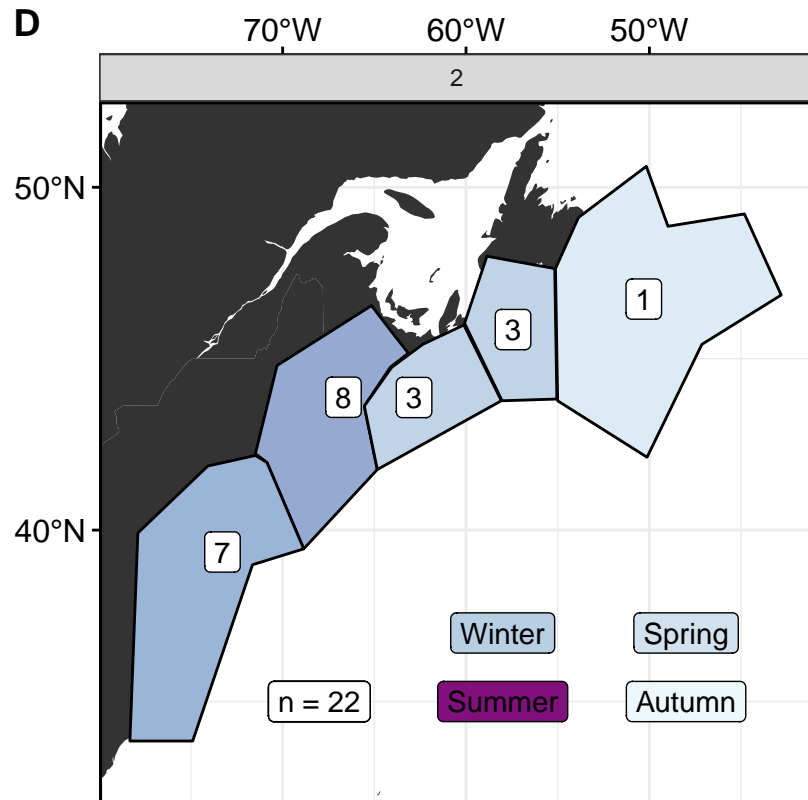 D
70°W 60°W 50°W
2
50°N
1
3
8 3
7
40°N
Winter Spring
n = 22 Summer Autumn